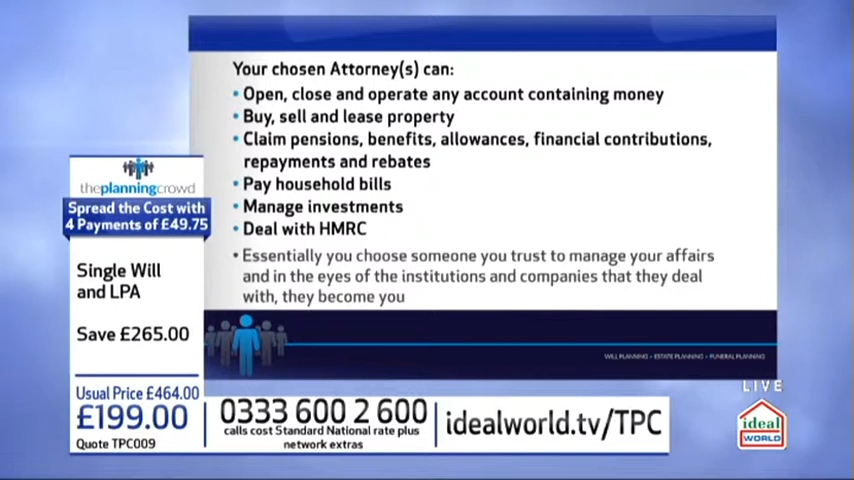 Your chosen Attorney(s) can:
• Open, close and operate any account containing money
• Buy, sell and lease property
• Claim pensions, benefits, allowances, financial contributions,
repayments and rebates
• Pay household bills
• Manage investments
• Deal with HMRC
• Essentially you choose someone you trust to manage your affairs
and in the eyes of the institutions and companies that they deal
with, they become you
WILL PLANNING • ESTATE PLANNING • FUNERAL PLANNING
theplanningcrowd
Spread the Cost with
4 Payments of £49.75
Single Will
and LPA
Save £265.00
Usual Price £464.00
£199.00
Quote TPC009
0333 600 2 600
calls cost Standard National rate plus
network extras
idealworld.tv/TPC
LIVE
ideal
WORLD